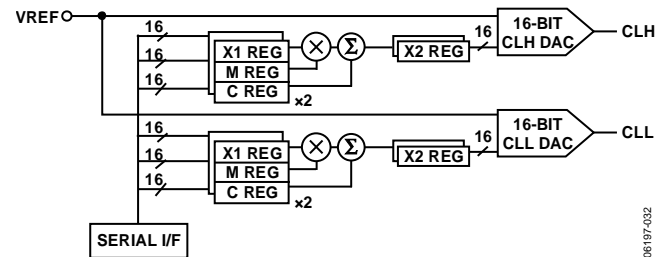 VREF
16
16
16
X1 REG
M REG
C REG
×2
X2 REG
16
16-BIT
CLH DAC
CLH
16
16
16
X1 REG
M REG
C REG
×2
X2 REG
16
16-BIT
CLL DAC
CLL
SERIAL I/F
06197-032